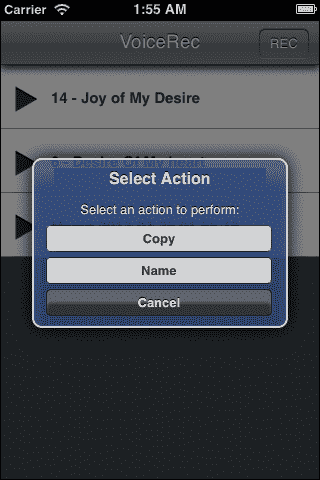 Carrier 1:55 AM
VoiceRec REC
14 - Joy of My Desire
Select Action
Select an action to perform:
Copy
Name
Cancel